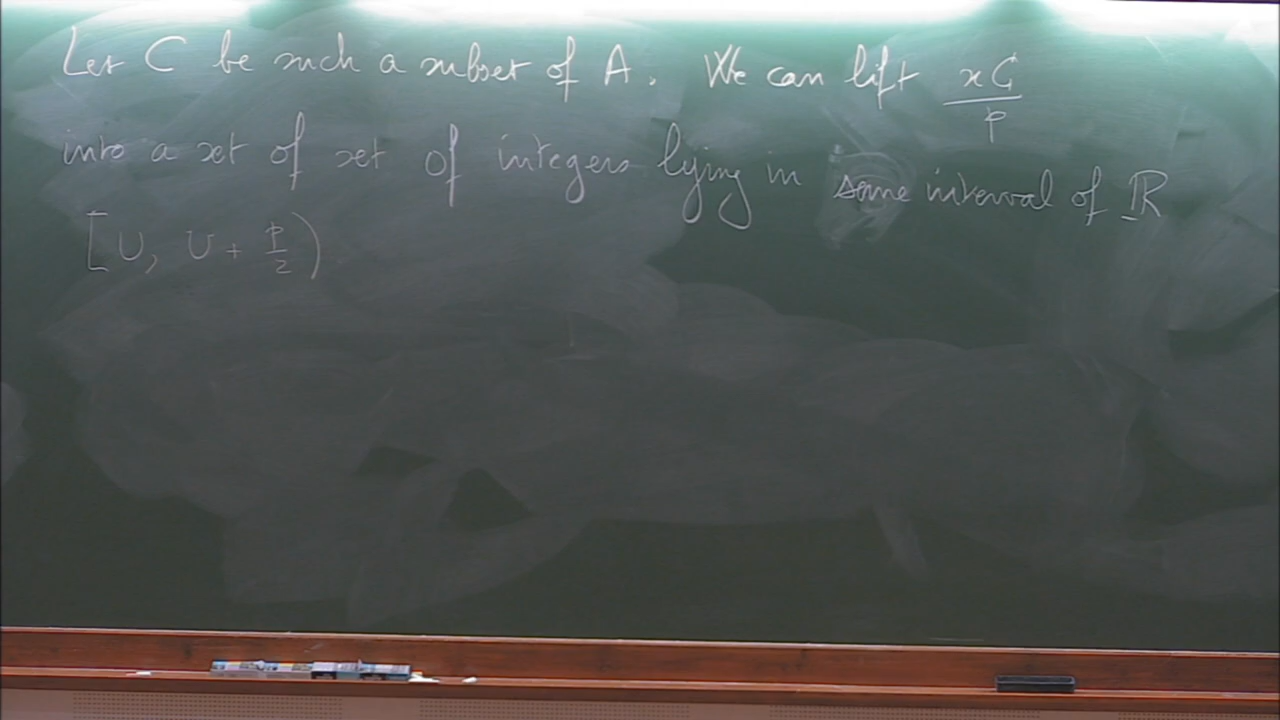 Let C be such a subset of A. We can lift xC/p
into a set of set of integers lying in some interval of ℝ
[U, U + p/2)